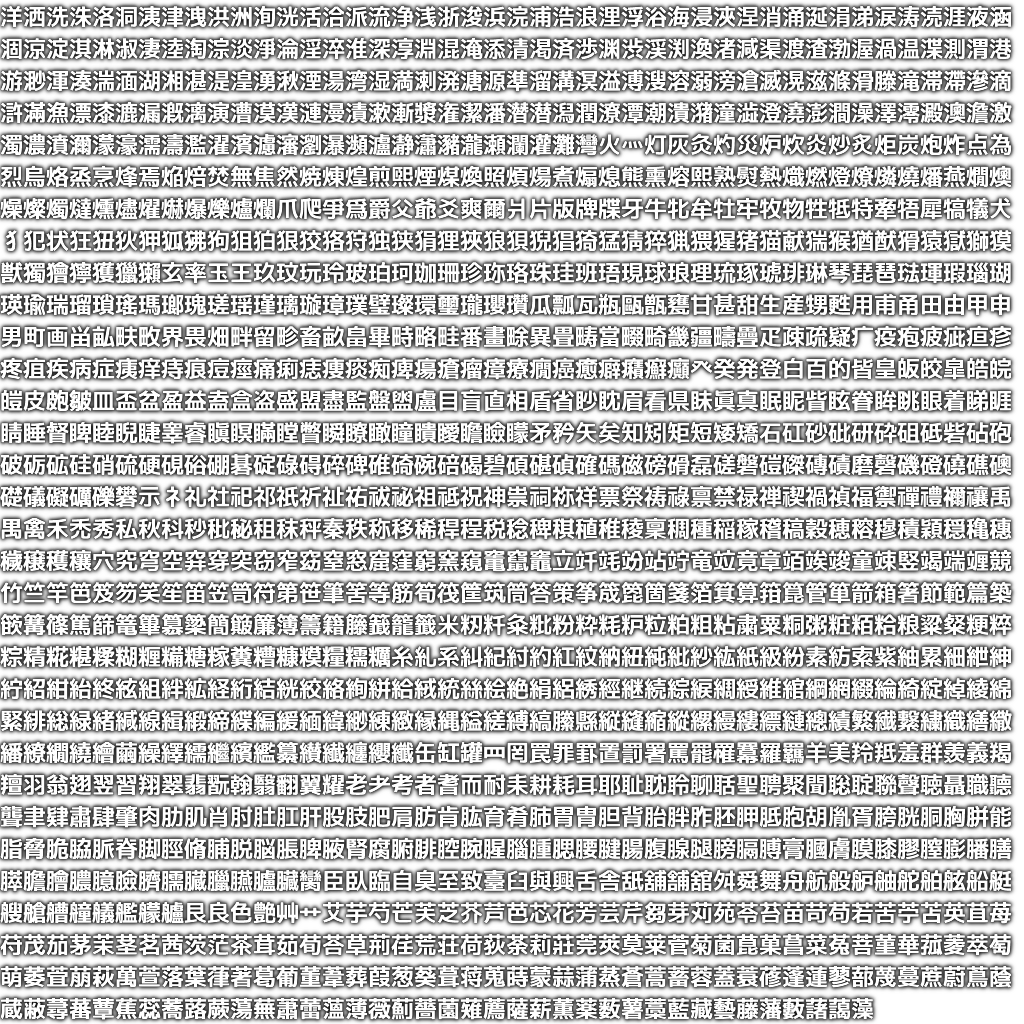 洋洒洗洙洛洞洟津洩洪洲洵洸活洽派流浄浅浙浚浜浣浦浩浪浬浮浴海浸浹涅消涌涎涓涕涙涛涜涯液涵
涸涼淀淇淋淑淒淕淘淙淡淨淪淫淬淮深淳淵混淹添清渇済渉渊渋渓渕渙渚減渠渡渣渤渥渦温渫測渭港
游渺渾湊湍湎湖湘湛湜湟湧湫湮湯湾湿満溂溌溏源準溜溝溟溢溥溲溶溺滂滄滅滉滋滌滑滕滝滞滯滲滴
滸滿漁漂漆漉漏漑漓演漕漠漢漣漫漬漱漸漿潅潔潘潛潜潟潤潦潭潮潰潴潼澁澄澆澎澗澡澤澪澱澳澹激
濁濃濆濔濛濠濡濤濫濯濱濾瀋瀏瀑瀕瀘瀞瀟瀦瀧瀬瀾灌灘灣火灬灯灰灸灼災炉炊炎炒炙炬炭炮炸点為
烈烏烙烝烹烽焉焔焙焚無焦然焼煉煌煎煕煙煤煥照煩煬煮煽熄熊熏熔熙熟熨熱熾燃燈燎燐燒燔燕燗燠
燥燦燭燵燻燼燿爀爆爍爐爛爪爬爭爲爵父爺爻爽爾爿片版牌牒牙牛牝牟牡牢牧物牲牴特牽牾犀犒犠犬
犭犯状狂狃狄狎狐狒狗狙狛狠狡狢狩独狭狷狸狹狼狽猊猖猗猛猜猝猟猥猩猪猫献猯猴猶猷猾猿獄獅獏
獣獨獪獰獲獵獺玄率玉王玖玟玩玲玻珀珂珈珊珍珎珞珠珪班珸現球琅理琉琢琥琲琳琴琵琶琺琿瑕瑙瑚
瑛瑜瑞瑠瑣瑤瑪瑯瑰瑳瑶瑾璃璇璋璞璧璨環璽瓏瓔瓚瓜瓢瓦瓶甌甑甕甘甚甜生産甥甦用甫甬田由甲申
男町画甾畆畉畋界畏畑畔留畛畜畝畠畢畤略畦番畫畭異畳疇當畷畸畿疆疇疊疋疎疏疑疒疫疱疲疵疸疹
疼疽疾病症痍痒痔痕痘痙痛痢痣痩痰痴痺瘍瘡瘤瘴療癇癌癒癖癩癬癲癶癸発登白百的皆皇皈皎皐皓皖
皚皮皰皺皿盃盆盈益盍盒盗盛盟盡監盤盥盧目盲直相盾省眇眈眉看県眛眞真眠眤眥眩眷眸眺眼着睇睚
睛睡督睥睦睨睫睾睿瞋瞑瞞瞠瞥瞬瞭瞰瞳瞶瞹瞻瞼矇矛矜矢矣知矧矩短矮矯石矼砂砒研砕砠砥砦砧砲
破砺砿硅硝硫硬硯硲硼碁碇碌碍碎碑碓碕碗碚碣碧碩碪碵確碼磁磅磆磊磋磐磑磔磚磧磨磬磯磴磽礁礇
礎礒礙礦礫礬示礻礼社祀祁祇祈祉祐祓祕祖祗祝神祟祠祢祥票祭祷祿禀禁禄禅禊禍禎福禦禪禮禰禳禹
禺禽禾禿秀私秋科秒秕秘租秣秤秦秩称移稀稈程税稔稗稘稙稚稜稟稠種稲稼稽稿穀穂穃穆積穎穏穐穗
穢穣穫穰穴究穹空穽穿突窃窄窈窒窓窟窪窮窯窺竃竄竈立竏竓竕站竚竜竝竟章竡竢竣童竦竪竭端竰競
竹竺竿笆笈笏笑笙笛笠笥符第笹筆筈等筋筍筏筐筑筒答策筝筬箆箇箋箔箕算箝箟管箪箭箱箸節範篇築
篏篝篠篤篩篭篳簒簗簡簸簾簿籌籍籐籖籠籤米籾籵籴粃粉粋粍粐粒粕粗粘粛粟粡粥粧粨粭粮粱粲粳粹
粽精糀糂糅糊糎糒糖糘糞糟糠糢糧糯糲糸糺系糾紀紂約紅紋納紐純紕紗紘紙級紛素紡索紫紬累細紲紳
紵紹紺給終絃組絆絋経絎結絖絞絡絢絣給絨統絲絵絶絹絽綉經継続綜綟綢綬維綰綱網綴綸綺綻綽綾綿
緊緋総緑緒緘線緝緞締緤編緩緬緯緲練緻縁縄縊縒縛縞縢縣縦縫縮縱縲縵縷縹縺總績繁繊繋繍織繕繖
繙繚繝繞繪繭繰繹繻繼繽纃纂纉纎纏纓纖缶缸罐罒罔罠罪罫置罰署罵罷罹羃羅羈羊美羚羝羞群羨義羯
羶羽翁翅翌習翔翠翡翫翰翳翻翼耀老耂考者耆而耐耒耕耗耳耶耻耽聆聊聒聖聘聚聞聡聢聯聲聴聶職聽
聾聿肄肅肆肇肉肋肌肖肘肚肛肝股肢肥肩肪肯肱育肴肺胃冑胆背胎胖胙胚胛胝胞胡胤胥胯胱胴胸胼能
脂脅脆脇脈脊脚脛脩脯脱脳脹脾腋腎腐腑腓腔腕腥腦腫腮腰腱腸腹腺腿膀膈膊膏膕膚膜膝膠膣膨膰膳
膵膽膾膿臆臉臍臑臓臘臙臚臟臠臣臥臨自臭至致臺臼與興舌舎舐舖舗舘舛舜舞舟航般舮舳舵舶舷船艇
艘艙艚艟艤艦艨艫艮良色艶艸艹艾芋芍芒芙芝芥芦芭芯花芳芸芹芻芽苅苑苓苔苗苛苟若苦苧苫英苴苺
苻茂茄茅茉茎茗茜茨茫茶茸茹荀荅草荊荏荒荘荷荻荼莉莊莞莢莫莱菅菊菌菎菓菖菜菟菩菫華菰菱萃萄
萌萎萓萠萩萬萱落葉葎著葛葡董葦葬葭葱葵葺蒋蒐蒔蒙蒜蒲蒸蒼蒿蓄蓉蓋蓑蓚蓬蓮蓼蔀蔑蔓蔗蔚蔦蔭
蔵蔽蕁蕃蕈蕉蕊蕎蕗蕨蕩蕪蕭蕾薀薄薇薊薔薗薙薦薩薪薫薬薮薯藁藍藏藝藤藩藪藷藹藻